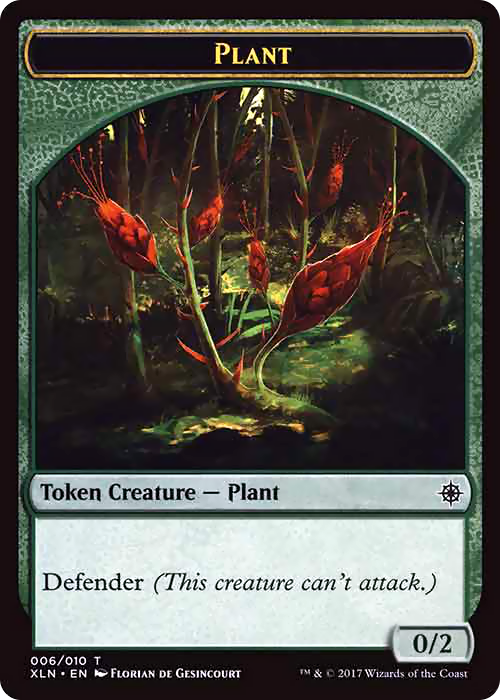 PLANT
Token Creature — Plant
Defender (This creature can't attack.)
0/2
006/010 T
XLN • EN Florian de Gesincourt
™ & © 2017 Wizards of the Coast